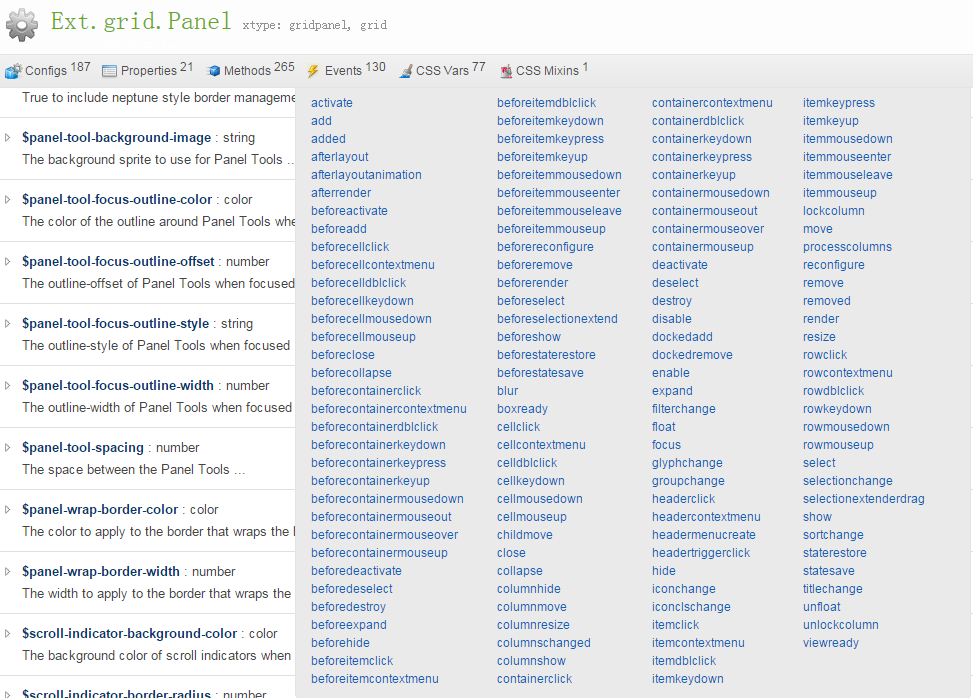 Ext.grid.Panel xtype: gridpanel, grid
Configs 187 Properties 21 Methods 265 Events 130 CSS Vars 77 CSS Mixins 1
True to include neptune style border manageme
$panel-tool-background-image : string
The background sprite to use for Panel Tools ...
$panel-tool-focus-outline-color : color
The color of the outline around Panel Tools whe
$panel-tool-focus-outline-offset : number
The outline-offset of Panel Tools when focused
$panel-tool-focus-outline-style : string
The outline-style of Panel Tools when focused
$panel-tool-focus-outline-width : number
The outline-width of Panel Tools when focused
$panel-tool-spacing : number
The space between the Panel Tools ...
$panel-wrap-border-color : color
The color to apply to the border that wraps the
$panel-wrap-border-width : number
The width to apply to the border that wraps the
$scroll-indicator-background-color : color
The background color of scroll indicators when
$scroll-indicator-border-radius : number
activate
add
added
afterlayout
afterlayoutanimation
afterrender
beforeactivate
beforeadd
beforecellclick
beforecellcontextmenu
beforecelldblclick
beforecellkeydown
beforecellmousedown
beforecellmouseup
beforeclose
beforecollapse
beforecontainerclick
beforecontainercontextmenu
beforecontainerdblclick
beforecontainerkeydown
beforecontainerkeypress
beforecontainerkeyup
beforecontainermousedown
beforecontainermouseout
beforecontainermouseover
beforecontainermouseup
beforedeactivate
beforedeselect
beforedestroy
beforeexpand
beforehide
beforeitemclick
beforeitemcontextmenu
beforeitemdblclick
beforeitemkeydown
beforeitemkeypress
beforeitemkeyup
beforeitemmousedown
beforeitemmouseenter
beforeitemmouseleave
beforeitemmouseup
beforereconfigure
beforeremove
beforerender
beforeselect
beforeselectionextend
beforeshow
beforestaterestore
beforestatesave
blur
boxready
cellclick
cellcontextmenu
celldblclick
cellkeydown
cellmousedown
cellmouseup
childmove
close
collapse
columnhide
columnmove
columnresize
columnschanged
columnshow
containerclick
containercontextmenu
containerdblclick
containerkeydown
containerkeypress
containerkeyup
containermousedown
containermouseout
containermouseover
containermouseup
deactivate
deselect
destroy
disable
dockedadd
dockedremove
enable
expand
filterchange
float
focus
glyphchange
groupchange
headerclick
headercontextmenu
headermenucreate
headertriggerclick
hide
iconchange
iconclschange
itemclick
itemcontextmenu
itemdblclick
itemkeydown
itemkeypress
itemkeyup
itemmousedown
itemmouseenter
itemmouseleave
itemmouseup
lockcolumn
move
processcolumns
reconfigure
remove
removed
render
resize
rowclick
rowcontextmenu
rowdblclick
rowkeydown
rowmousedown
rowmouseup
select
selectionchange
selectionextenderdrag
show
sortchange
staterestore
statesave
titlechange
unfloat
unlockcolumn
viewready